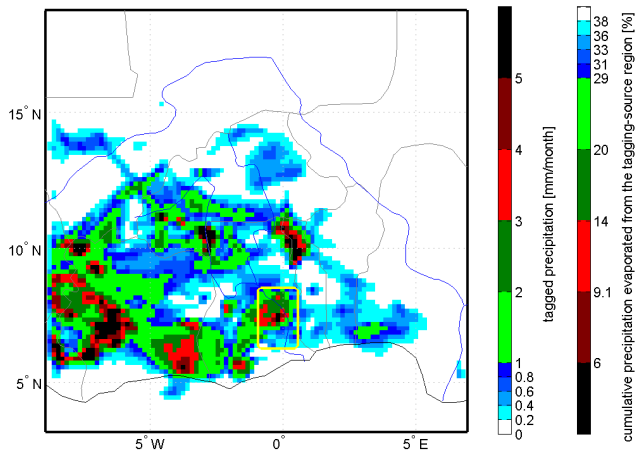 15° N
10° N
5° N
5° W
0°
5° E
5
4
3
2
1
0.8
0.6
0.4
0.2
0
tagged precipitation [mm/month]
38
36
33
31
29
20
14
9.1
6
cumulative precipitation evaporated from the tagging-source region [%]